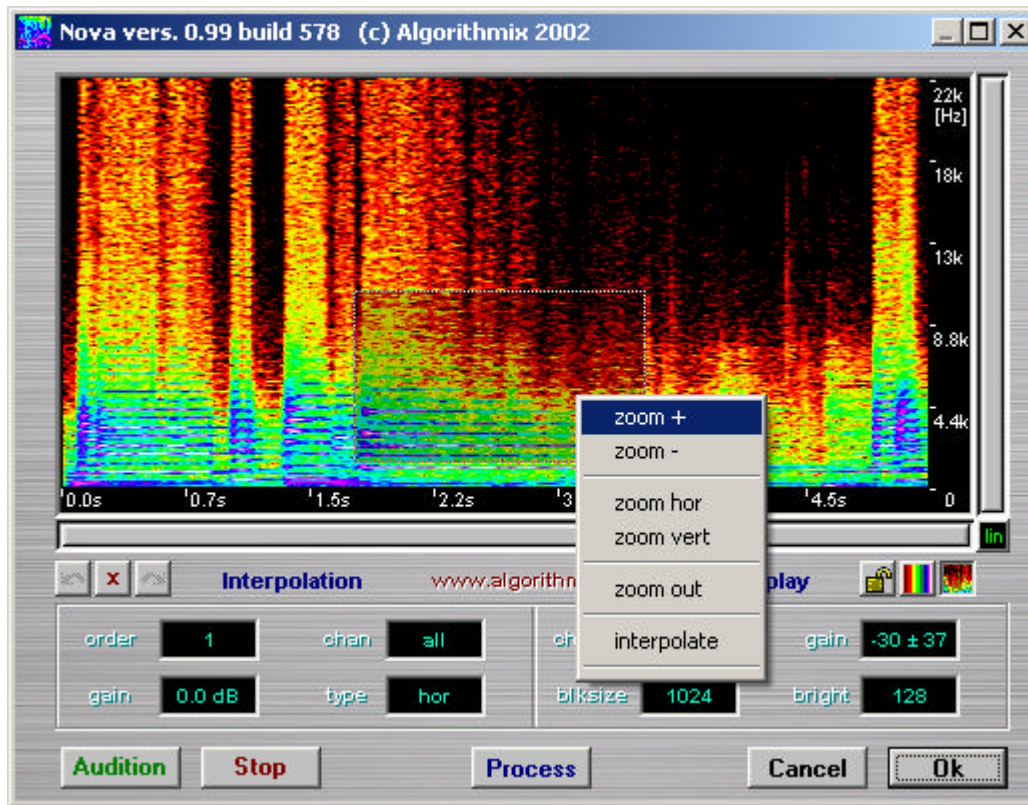 Nova vers. 0.99 build 578 (c) Algorithmix 2002
22k
[Hz]
18k
13k
8.8k
4.4k
0
0.0s 0.7s 1.5s 2.2s 3 4.5s
lin
zoom +
zoom -
zoom hor
zoom vert
zoom out
interpolate
x Interpolation www.algorithm play
order 1 chan all ch gain -30 ± 37
gain 0.0 dB type hor blksize 1024 bright 128
Audition Stop Process Cancel Ok